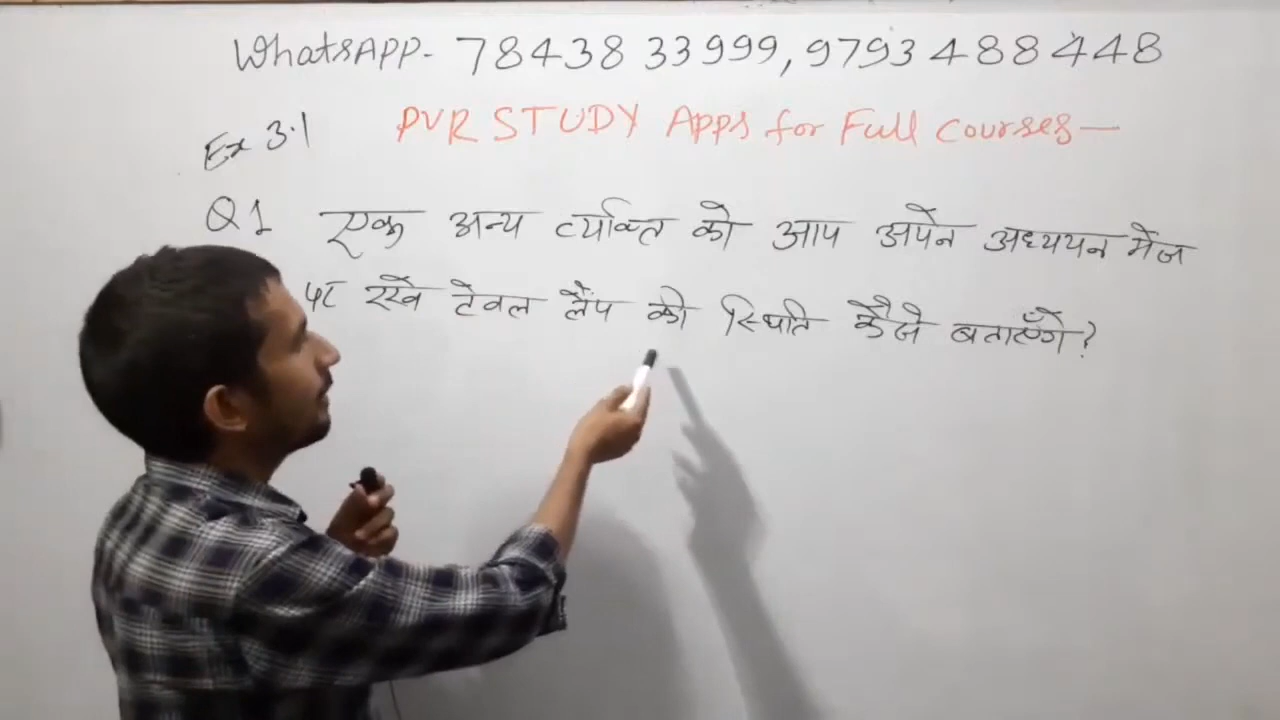 WhatsAPP- 78438 33999, 9793488448
Ex 3.1
PVR STUDY Apps for Full Courses—
Q1 एक अन्य व्यक्ति को आप अपने अध्ययन मेज
पर रखे टेबल लैंप की स्थिति कैसे बताएँगे?